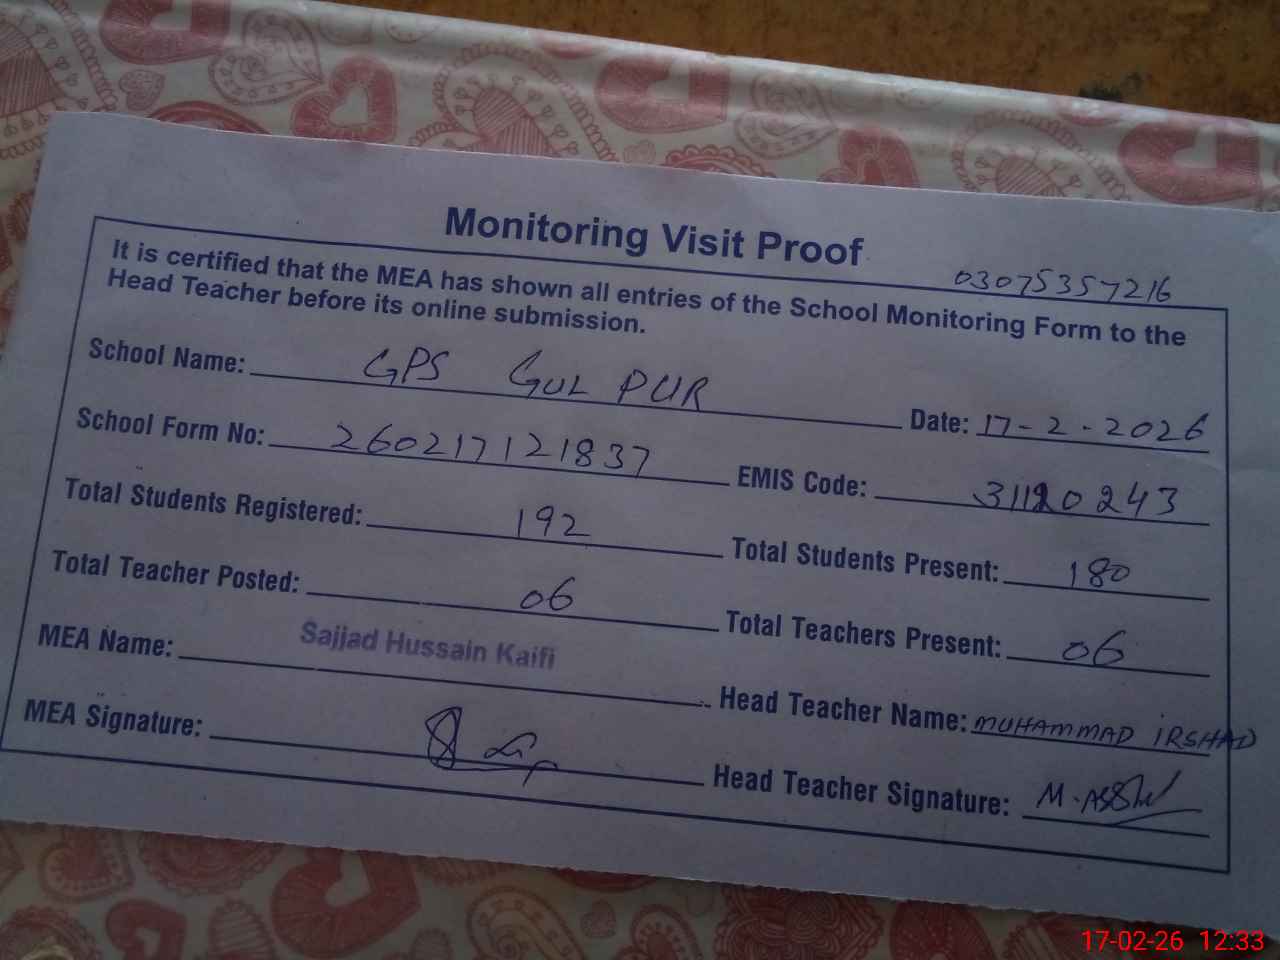 Monitoring Visit Proof
03075357216
It is certified that the MEA has shown all entries of the School Monitoring Form to the
Head Teacher before its online submission.
School Name: GPS GUL PUR Date: 17-2-2026
School Form No: 260217121837 EMIS Code: 31120243
Total Students Registered: 192 Total Students Present: 180
Total Teacher Posted: 06 Total Teachers Present: 06
MEA Name: Sajjad Hussain Kaifi Head Teacher Name: MUHAMMAD IRSHAD
MEA Signature: Head Teacher Signature: M.
17-02-26 12:33